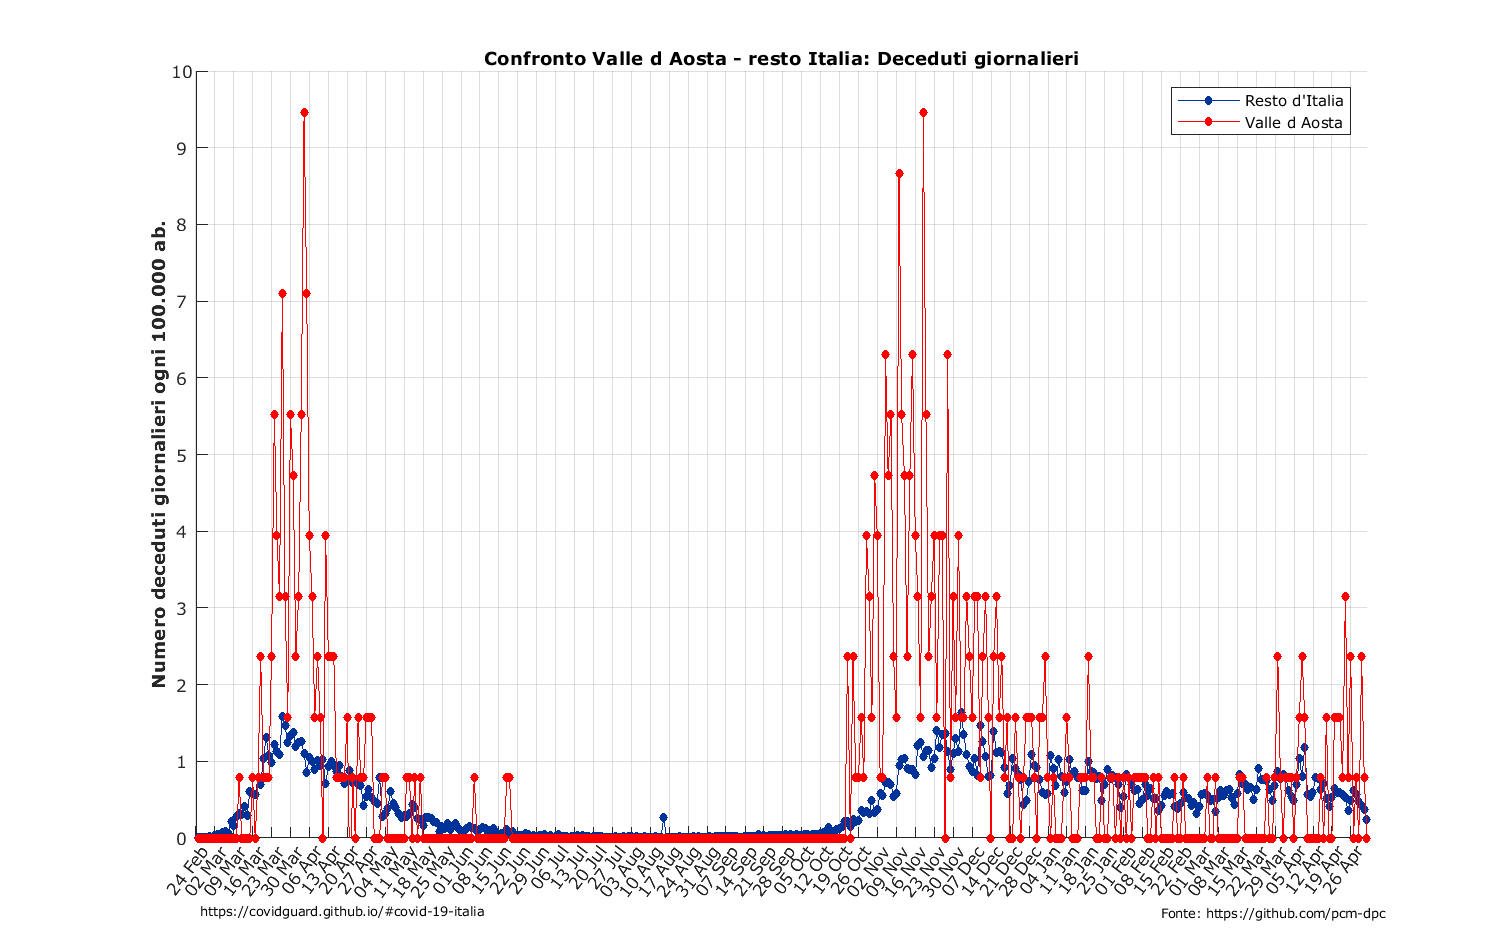 Confronto Valle d Aosta - resto Italia: Deceduti giornalieri
Numero deceduti giornalieri ogni 100.000 ab.
10
9
8
7
6
5
4
3
2
1
0
Resto d'Italia
Valle d Aosta
24 Feb
02 Mar
09 Mar
16 Mar
23 Mar
30 Mar
06 Apr
13 Apr
20 Apr
27 Apr
04 May
11 May
18 May
25 May
01 Jun
08 Jun
15 Jun
22 Jun
29 Jun
06 Jul
13 Jul
20 Jul
27 Jul
03 Aug
10 Aug
17 Aug
24 Aug
31 Aug
07 Sep
14 Sep
21 Sep
28 Sep
05 Oct
12 Oct
19 Oct
26 Oct
02 Nov
09 Nov
16 Nov
23 Nov
30 Nov
07 Dec
14 Dec
21 Dec
28 Dec
04 Jan
11 Jan
18 Jan
25 Jan
01 Feb
08 Feb
15 Feb
22 Feb
01 Mar
08 Mar
15 Mar
22 Mar
29 Mar
05 Apr
12 Apr
19 Apr
26 Apr
https://covidguard.github.io/#covid-19-italia
Fonte: https://github.com/pcm-dpc